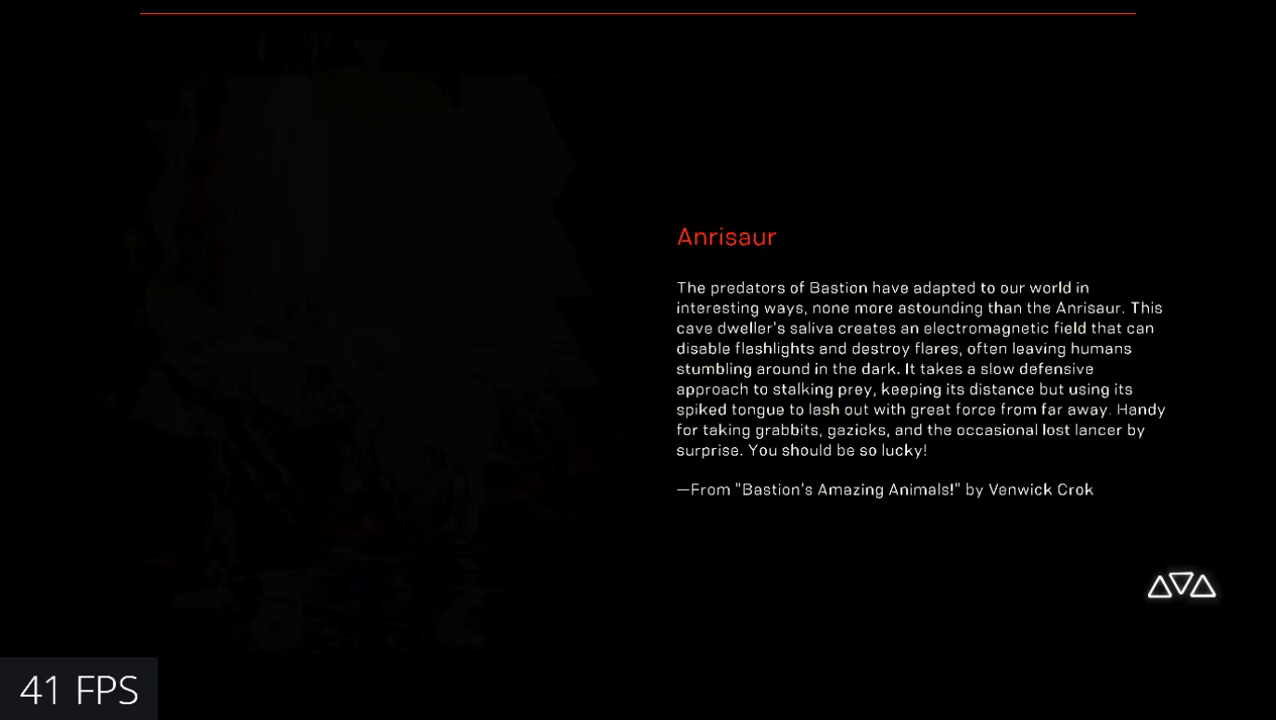 Anrisaur
The predators of Bastion have adapted to our world in
interesting ways, none more astounding than the Anrisaur. This
cave dweller's saliva creates an electromagnetic field that can
disable flashlights and destroy flares, often leaving humans
stumbling around in the dark. It takes a slow defensive
approach to stalking prey, keeping its distance but using its
spiked tongue to lash out with great force from far away. Handy
for taking grabbits, gazicks, and the occasional lost lancer by
surprise. You should be so lucky!
—From "Bastion's Amazing Animals!" by Venwick Crok
41 FPS